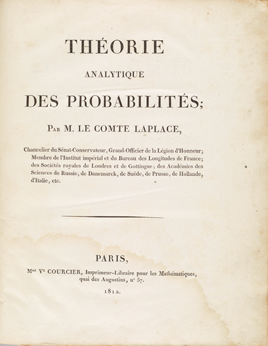 THÉORIE
ANALYTIQUE
DES PROBABILITÉS;
PAR M. LE COMTE LAPLACE,
Chancelier du Sénat-Conservateur, Grand-Officier de la Légion d'Honneur;
Membre de l'Institut impérial et du Bureau des Longitudes de France;
des Sociétés royales de Londres et de Gottingue; des Académies des
Sciences de Russie, de Danemarck, de Suède, de Prusse, de Hollande,
d'Italie, etc.
PARIS,
Mme Ve COURCIER, Imprimeur-Libraire pour les Mathématiques,
quai des Augustins, n° 57.
1812.